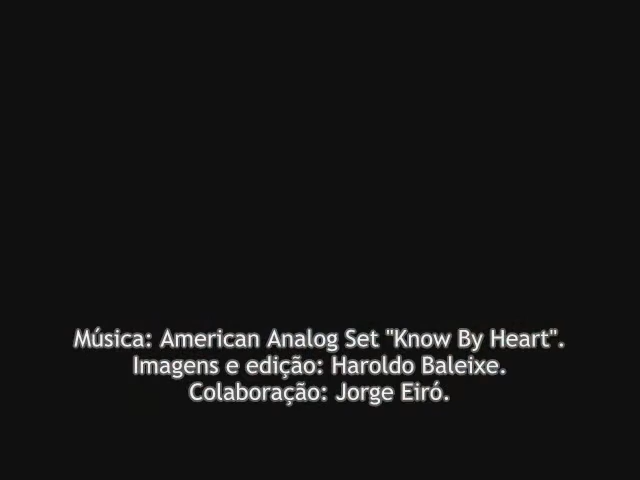 Música: American Analog Set "Know By Heart".
Imagens e edição: Haroldo Baleixe.
Colaboração: Jorge Eiró.